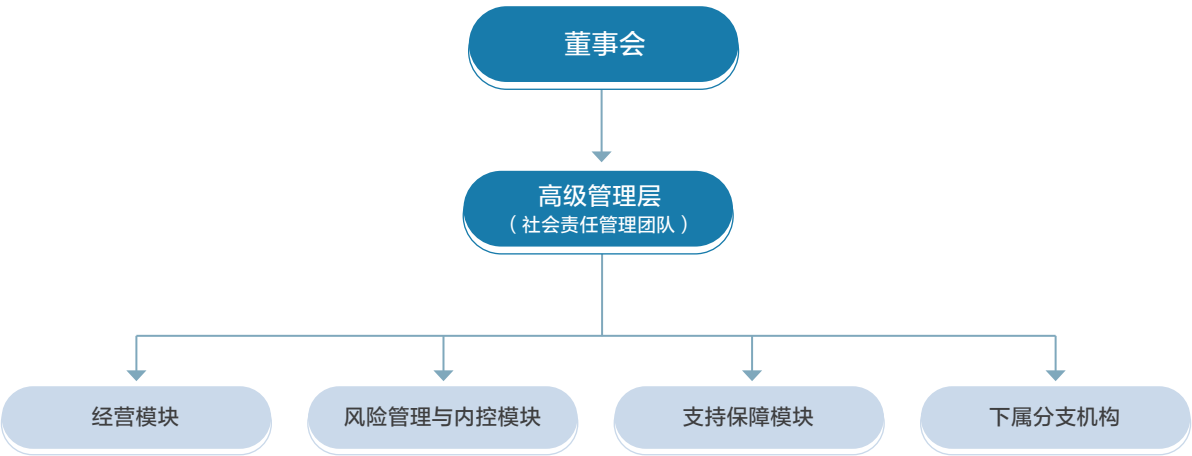 董事会
高级管理层
（社会责任管理团队）
经营模块
风险管理与内控模块
支持保障模块
下属分支机构